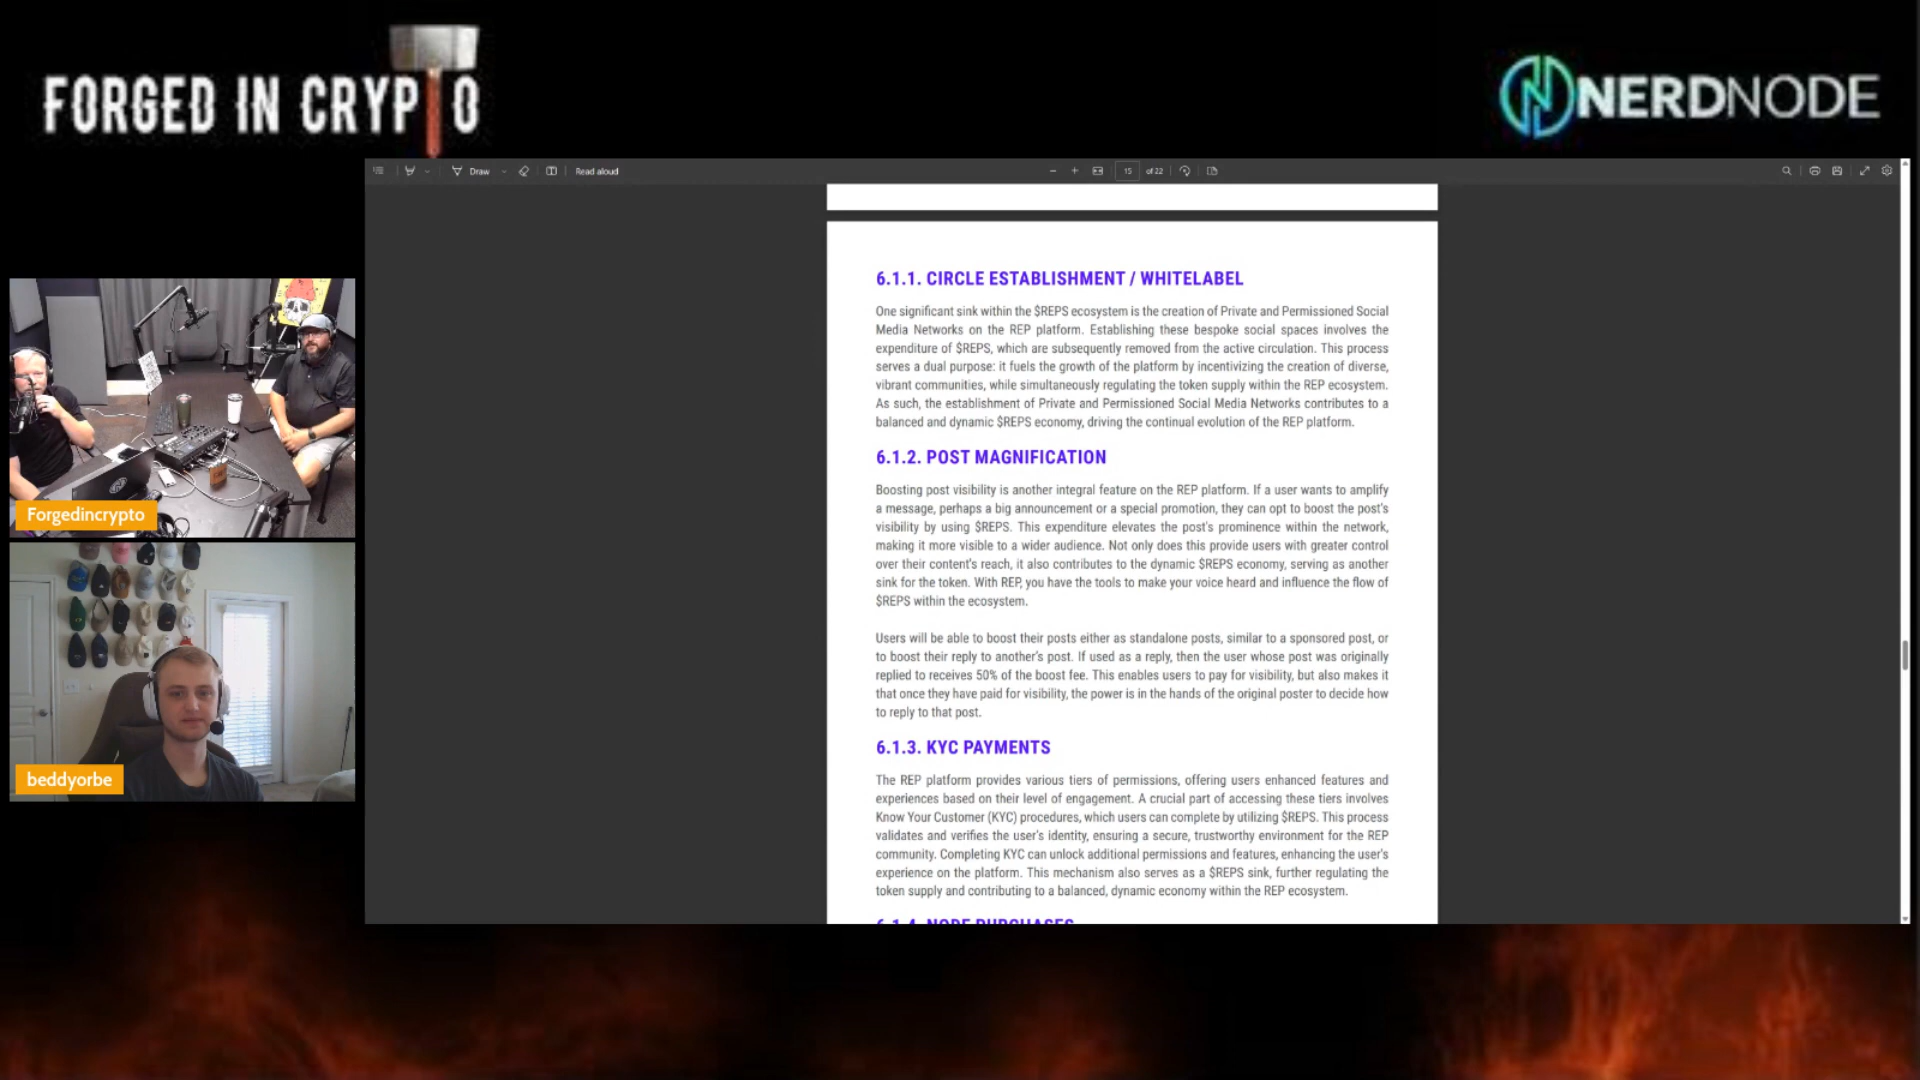 FORGED IN CRYPTO
NERDNODE
Draw
Read aloud
15 of 22
6.1.1. CIRCLE ESTABLISHMENT / WHITELABEL
One significant sink within the $REPS ecosystem is the creation of Private and Permissioned Social
Media Networks on the REP platform. Establishing these bespoke social spaces involves the
expenditure of $REPS, which are subsequently removed from the active circulation. This process
serves a dual purpose: it fuels the growth of the platform by incentivizing the creation of diverse,
vibrant communities, while simultaneously regulating the token supply within the REP ecosystem.
As such, the establishment of Private and Permissioned Social Media Networks contributes to a
balanced and dynamic $REPS economy, driving the continual evolution of the REP platform.
6.1.2. POST MAGNIFICATION
Boosting post visibility is another integral feature on the REP platform. If a user wants to amplify
a message, perhaps a big announcement or a special promotion, they can opt to boost the post's
visibility by using $REPS. This expenditure elevates the post's prominence within the network,
making it more visible to a wider audience. Not only does this provide users with greater control
over their content's reach, it also contributes to the dynamic $REPS economy, serving as another
sink for the token. With REP, you have the tools to make your voice heard and influence the flow of
$REPS within the ecosystem.
Users will be able to boost their posts either as standalone posts, similar to a sponsored post, or
to boost their reply to another's post. If used as a reply, then the user whose post was originally
replied to receives 50% of the boost fee. This enables users to pay for visibility, but also makes it
that once they have paid for visibility, the power is in the hands of the original poster to decide how
to reply to that post.
6.1.3. KYC PAYMENTS
The REP platform provides various tiers of permissions, offering users enhanced features and
experiences based on their level of engagement. A crucial part of accessing these tiers involves
Know Your Customer (KYC) procedures, which users can complete by utilizing $REPS. This process
validates and verifies the user's identity, ensuring a secure, trustworthy environment for the REP
community. Completing KYC can unlock additional permissions and features, enhancing the user's
experience on the platform. This mechanism also serves as a $REPS sink, further regulating the
token supply and contributing to a balanced, dynamic economy within the REP ecosystem.
6.1.4. NODE PURCHASES
Forgedincrypto
beddyorbe